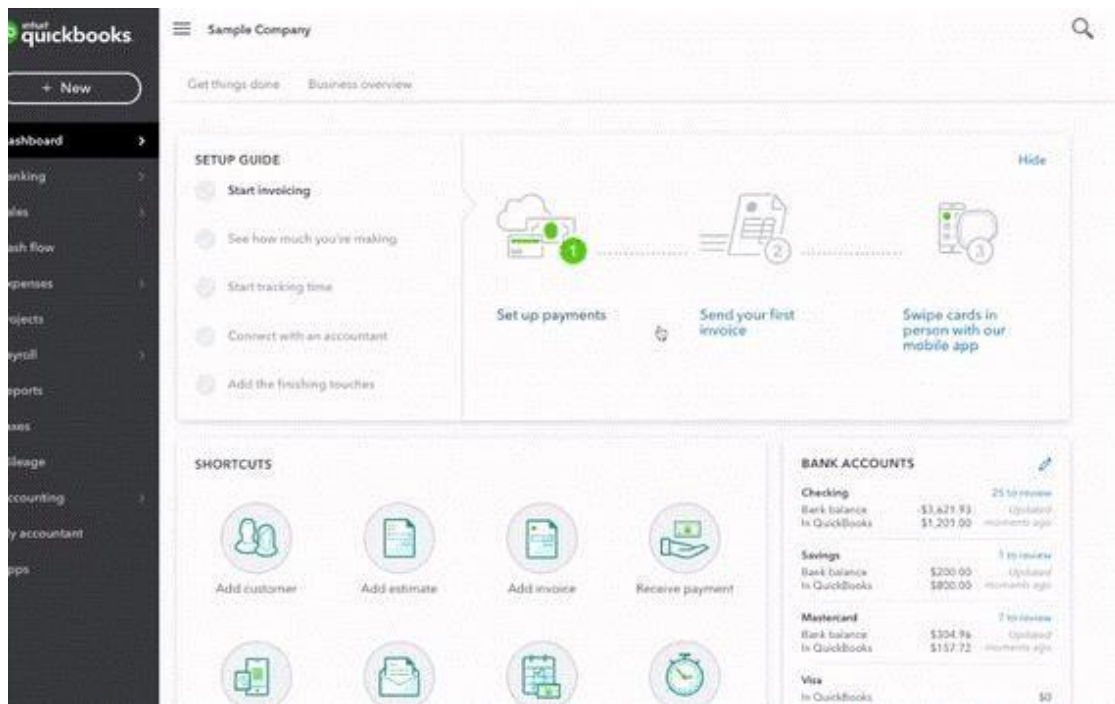 intuit
quickbooks
Sample Company
+ New
Get things done Business overview
ashboard
anking
ales
ash flow
xpenses
rojects
ayroll
eports
axes
ileage
ccounting
y accountant
pps
SETUP GUIDE
Hide
Start invoicing
See how much you're making
Start tracking time
Connect with an accountant
Add the finishing touches
1
2
3
Set up payments
Send your first
invoice
Swipe cards in
person with our
mobile app
SHORTCUTS
Add customer
Add estimate
Add invoice
Receive payment
BANK ACCOUNTS
Checking 25 to review
Bank balance -$3,621.93 Updated
In QuickBooks $1,201.00 moments ago
Savings 1 to review
Bank balance $200.00 Updated
In QuickBooks $800.00 moments ago
Mastercard 7 to review
Bank balance $304.96 Updated
In QuickBooks $157.72 moments ago
Visa
In QuickBooks $0